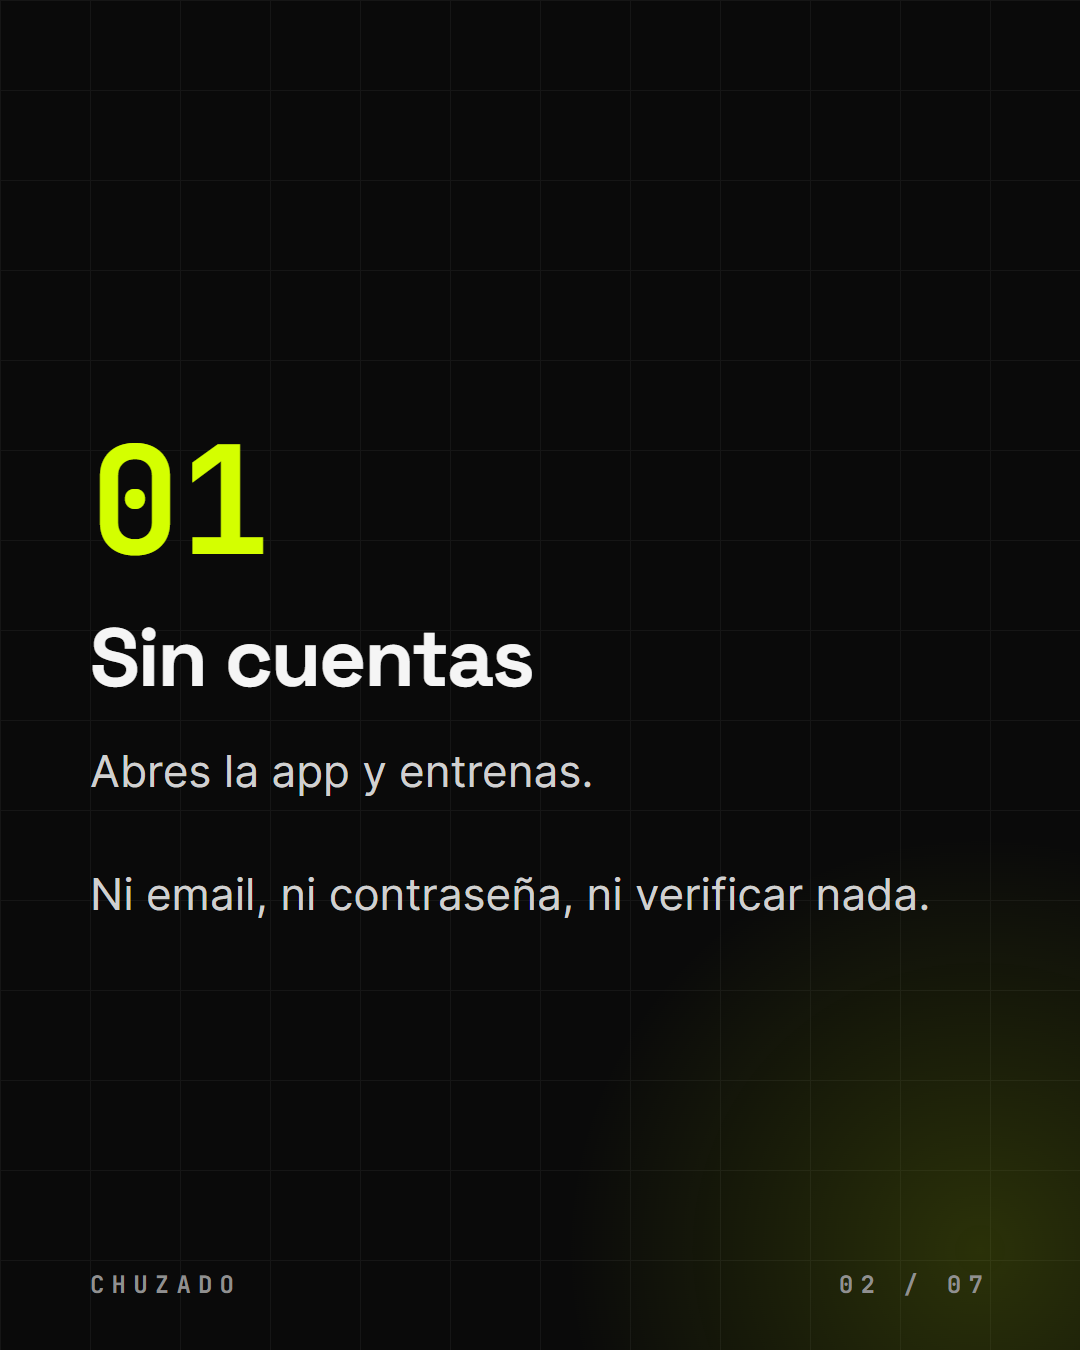 01
Sin cuentas
Abres la app y entrenas.
Ni email, ni contraseña, ni verificar nada.
CHUZADO
02 / 07